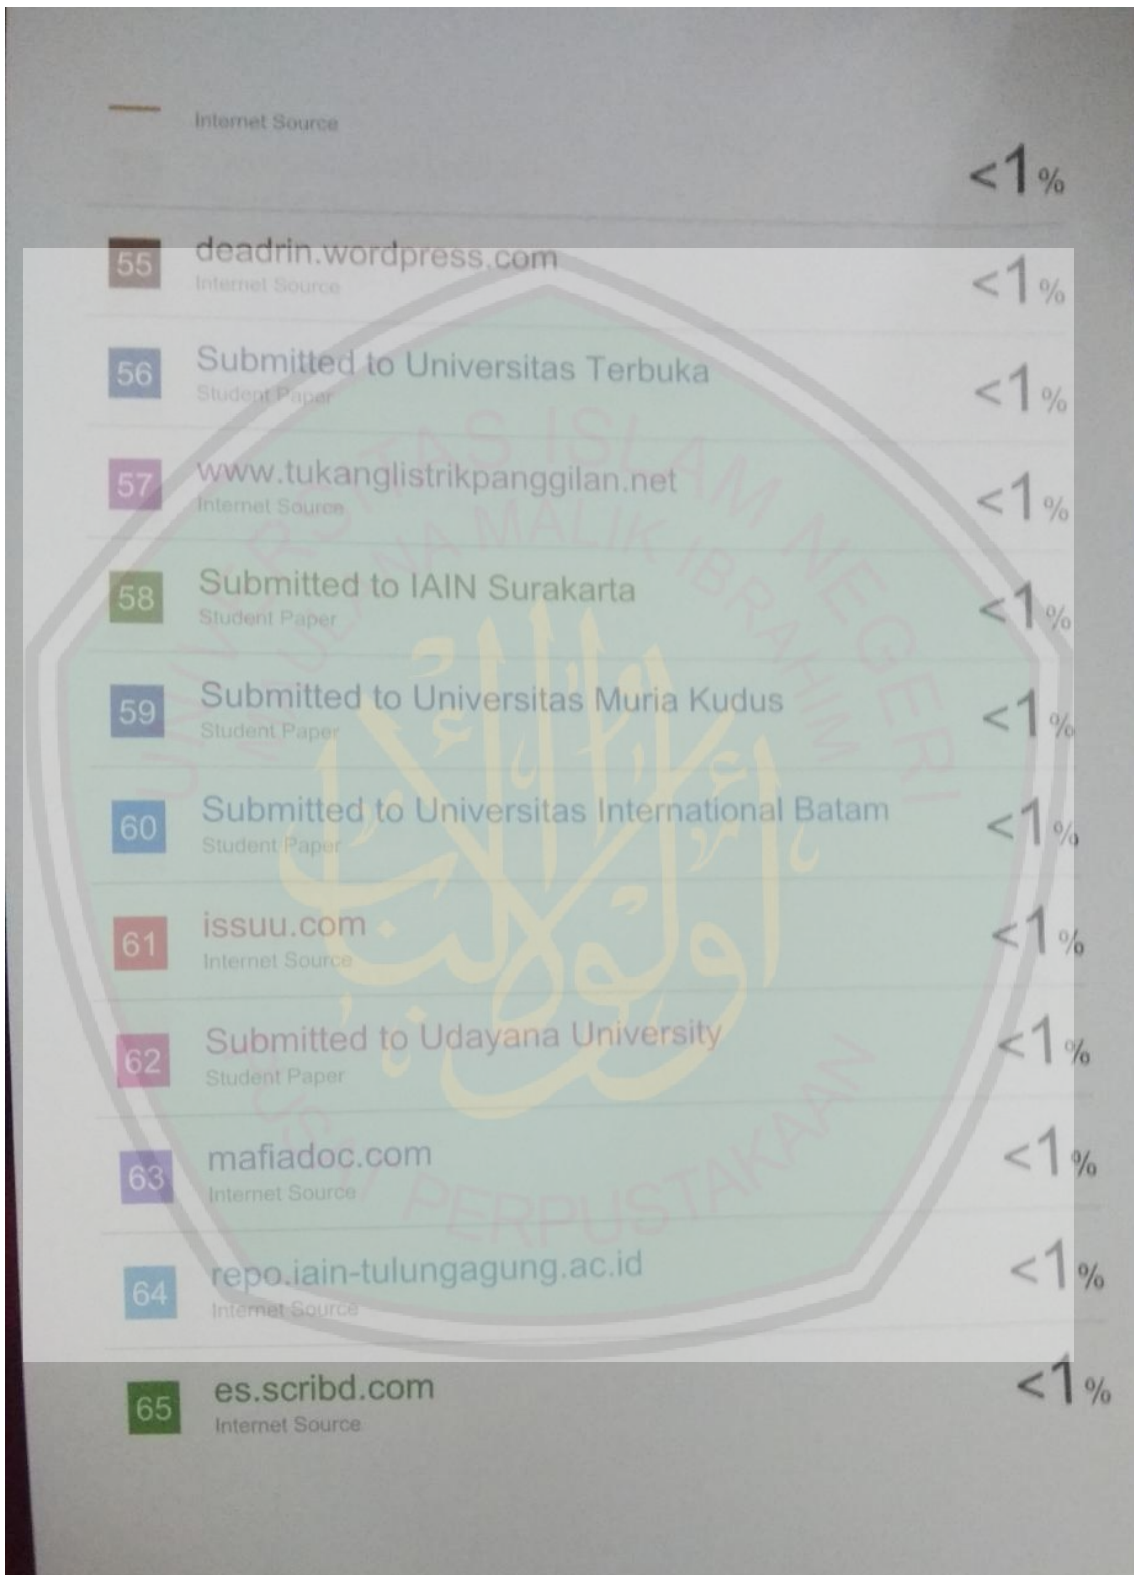 Internet Source
<1%
55 deadrin.wordpress.com <1%
Internet Source
56 Submitted to Universitas Terbuka <1%
Student Paper
57 www.tukanglistrikpanggilan.net <1%
Internet Source
58 Submitted to IAIN Surakarta <1%
Student Paper
59 Submitted to Universitas Muria Kudus <1%
Student Paper
60 Submitted to Universitas International Batam <1%
Student Paper
61 issuu.com <1%
Internet Source
62 Submitted to Udayana University <1%
Student Paper
63 mafiadoc.com <1%
Internet Source
64 repo.iain-tulungagung.ac.id <1%
Internet Source
65 es.scribd.com <1%
Internet Source
UNIVERSITAS ISLAM NEGERI
MAULANA MALIK IBRAHIM
PUSAT PERPUSTAKAAN